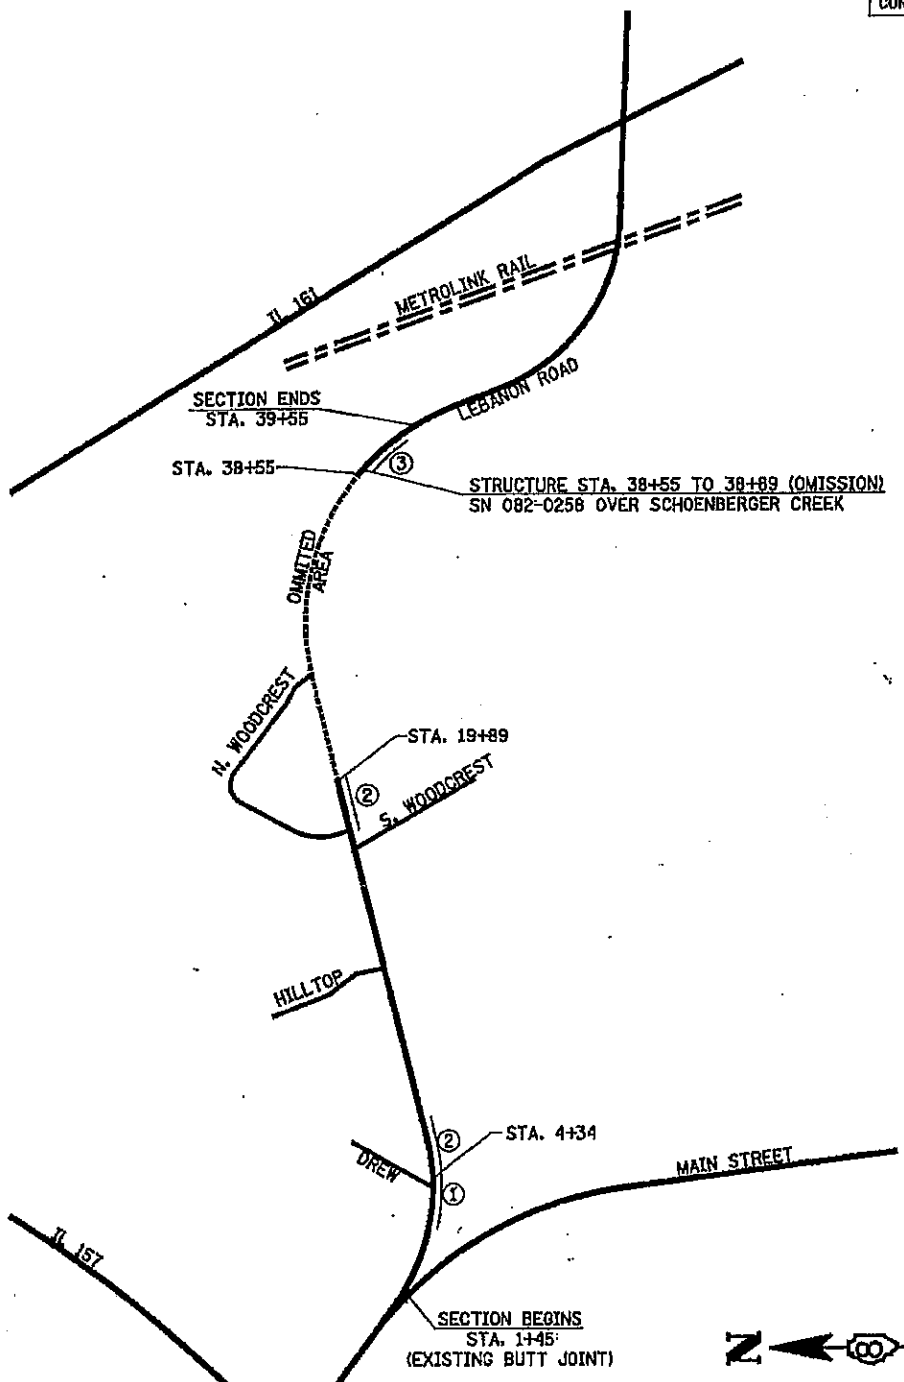 IL 161
METROLINK RAIL
LEBANON ROAD
SECTION ENDS
STA. 39+55
STA. 38+55
③
STRUCTURE STA. 38+55 TO 38+89 (OMISSION)
SN 082-0258 OVER SCHOENBERGER CREEK
OMMITED
AREA
N. WOODCREST
STA. 19+89
②
S. WOODCREST
HILLTOP
②
STA. 4+34
DREW
①
MAIN STREET
IL 157
SECTION BEGINS
STA. 1+45
(EXISTING BUTT JOINT)
N